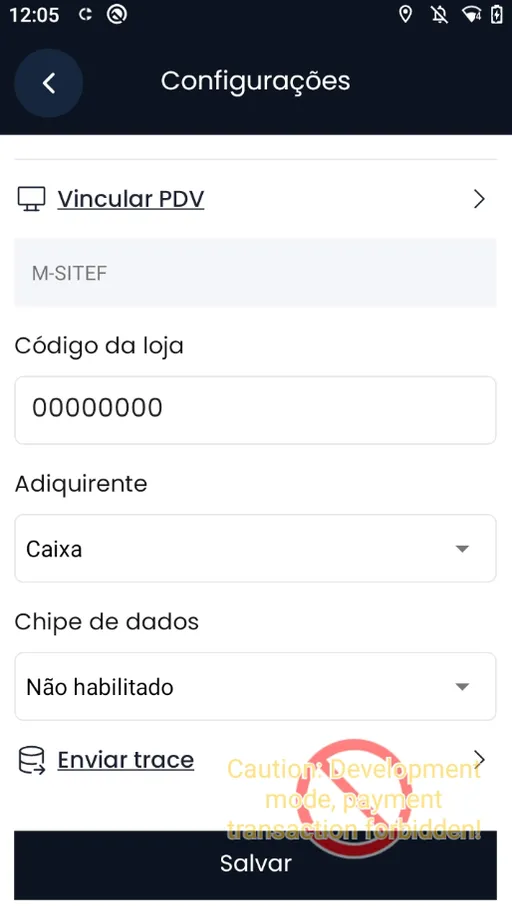 12:05
4
Configurações
Vincular PDV
M-SITEF
Código da loja
00000000
Adiquirente
Caixa
Chipe de dados
Não habilitado
Enviar trace
Caution: Development
mode, payment
transaction forbidden!
Salvar